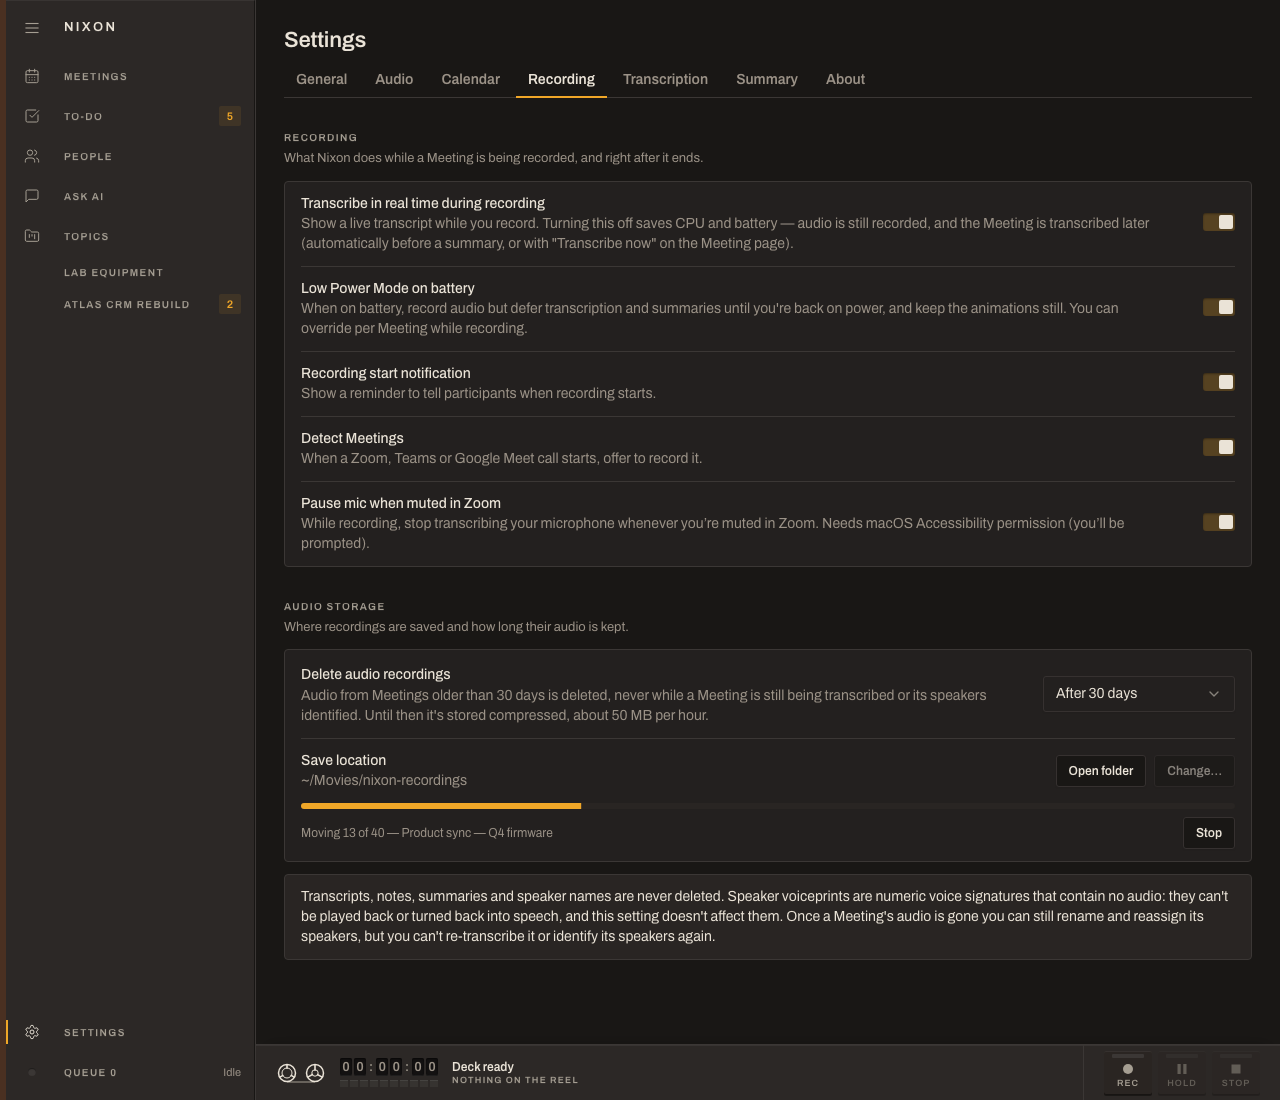 NIXON
MEETINGS
TO-DO
5
PEOPLE
ASK AI
TOPICS
LAB EQUIPMENT
ATLAS CRM REBUILD
2
SETTINGS
QUEUE 0
Idle
Settings
General
Audio
Calendar
Recording
Transcription
Summary
About
RECORDING
What Nixon does while a Meeting is being recorded, and right after it ends.
Transcribe in real time during recording
Show a live transcript while you record. Turning this off saves CPU and battery — audio is still recorded, and the Meeting is transcribed later
(automatically before a summary, or with "Transcribe now" on the Meeting page).
Low Power Mode on battery
When on battery, record audio but defer transcription and summaries until you're back on power, and keep the animations still. You can
override per Meeting while recording.
Recording start notification
Show a reminder to tell participants when recording starts.
Detect Meetings
When a Zoom, Teams or Google Meet call starts, offer to record it.
Pause mic when muted in Zoom
While recording, stop transcribing your microphone whenever you’re muted in Zoom. Needs macOS Accessibility permission (you’ll be
prompted).
AUDIO STORAGE
Where recordings are saved and how long their audio is kept.
Delete audio recordings
Audio from Meetings older than 30 days is deleted, never while a Meeting is still being transcribed or its speakers
identified. Until then it's stored compressed, about 50 MB per hour.
After 30 days
Save location
~/Movies/nixon-recordings
Open folder
Change…
Moving 13 of 40 — Product sync — Q4 firmware
Stop
Transcripts, notes, summaries and speaker names are never deleted. Speaker voiceprints are numeric voice signatures that contain no audio: they can't
be played back or turned back into speech, and this setting doesn't affect them. Once a Meeting's audio is gone you can still rename and reassign its
speakers, but you can't re-transcribe it or identify its speakers again.
00:00:00
Deck ready
NOTHING ON THE REEL
REC
HOLD
STOP